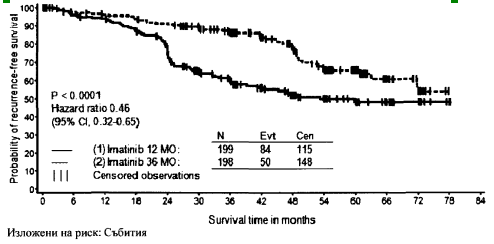 Probability of recurrence-free survival
100
90
80
70
60
50
40
30
20
10
0
P < 0.0001
Hazard ratio 0.46
(95% CI, 0.32-0.65)
N Evt Cen
(1) Imatinib 12 MO: 199 84 115
(2) Imatinib 36 MO: 198 50 148
Censored observations
0 6 12 18 24 30 36 42 48 54 60 66 72 78 84
Survival time in months
Изложени на риск: Събития